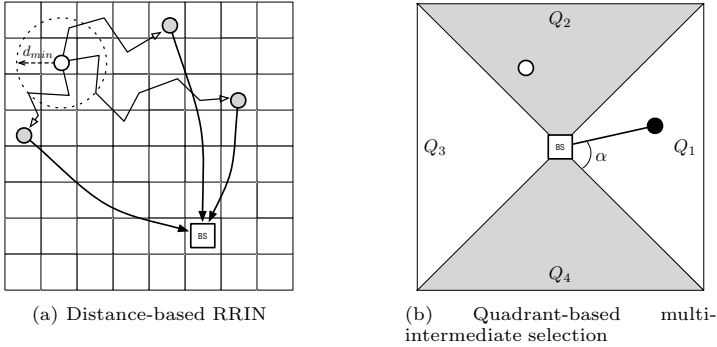 d_min
BS
(a) Distance-based RRIN
Q_2
Q_3
BS
α
Q_1
Q_4
(b) Quadrant-based multi-
intermediate selection